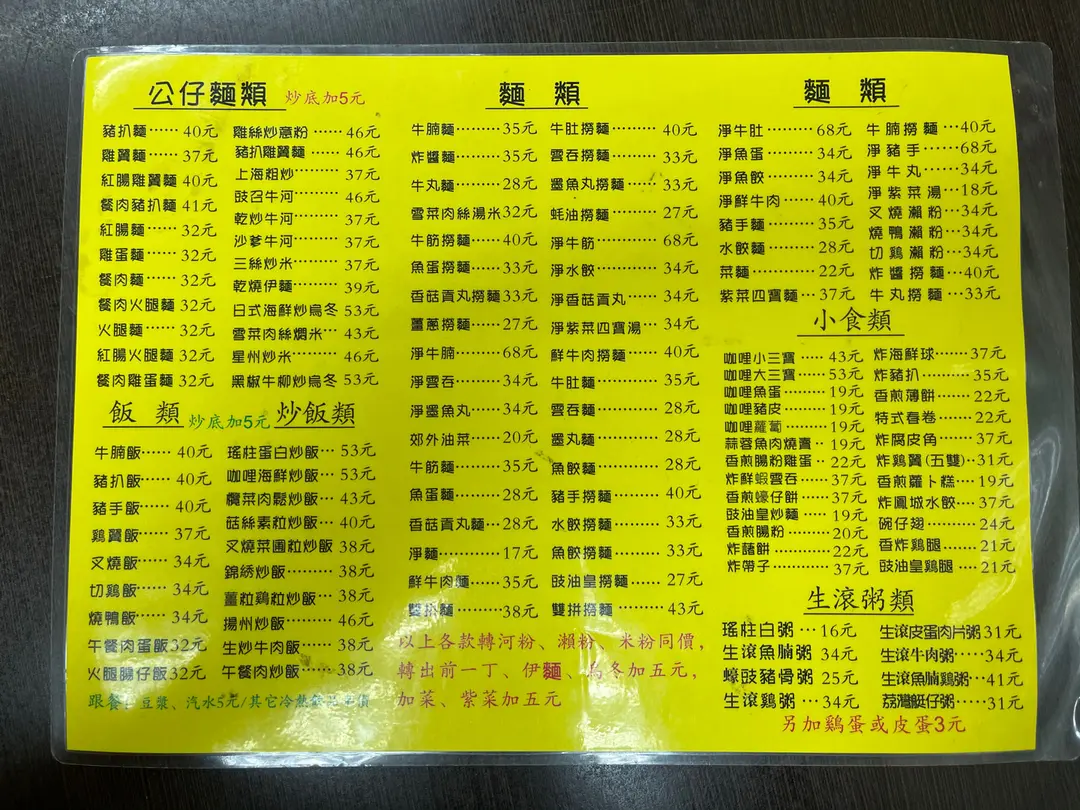 公仔麵類 炒底加5元
豬扒麵⋯⋯ 40元
雞翼麵⋯⋯ 37元
紅腸雞翼麵 40元
餐肉豬扒麵 41元
紅腸麵⋯⋯ 32元
雞蛋麵⋯⋯ 32元
餐肉麵⋯⋯ 32元
餐肉火腿麵 32元
火腿麵⋯⋯ 32元
紅腸火腿麵 32元
餐肉雞蛋麵 32元
雞絲炒意粉⋯⋯46元
豬扒雞翼麵⋯⋯46元
上海粗炒⋯⋯37元
豉召牛河⋯⋯46元
乾炒牛河⋯⋯37元
沙爹牛河⋯⋯37元
三絲炒米⋯⋯37元
乾燒伊麵⋯⋯39元
日式海鮮炒烏冬 53元
雪菜肉絲燜米⋯43元
星州炒米⋯⋯46元
黑椒牛柳炒烏冬 53元
飯 類 炒底加5元 炒飯類
牛腩飯⋯⋯ 40元
豬扒飯⋯⋯ 40元
豬手飯⋯⋯ 40元
鷄翼飯⋯⋯ 37元
叉燒飯⋯⋯ 34元
切鷄飯⋯⋯ 34元
燒鴨飯⋯⋯ 34元
午餐肉蛋飯32元
火腿腸仔飯32元
瑤柱蛋白炒飯⋯ 53元
咖哩海鮮炒飯⋯ 53元
欖菜肉鬆炒飯⋯ 43元
菇絲素粒炒飯⋯ 40元
叉燒菜圃粒炒飯 38元
錦綉炒飯⋯⋯⋯ 38元
薑粒鷄粒炒飯⋯ 38元
揚州炒飯⋯⋯⋯ 46元
生炒牛肉飯⋯⋯ 38元
午餐肉炒飯⋯⋯ 38元
跟餐：豆漿、汽水5元/其它冷熱飲品半價
麵 類
牛腩麵⋯⋯⋯35元
炸醬麵⋯⋯⋯35元
牛丸麵⋯⋯⋯28元
雪菜肉絲湯米32元
牛筋撈麵⋯⋯40元
魚蛋撈麵⋯⋯33元
香菇貢丸撈麵33元
薑蔥撈麵⋯⋯27元
淨牛腩⋯⋯⋯68元
淨雲吞⋯⋯⋯34元
淨墨魚丸⋯⋯34元
郊外油菜⋯⋯20元
牛筋麵⋯⋯⋯35元
魚蛋麵⋯⋯⋯28元
香菇貢丸麵⋯28元
淨麵⋯⋯⋯⋯17元
鮮牛肉麵⋯⋯35元
雙拼麵⋯⋯⋯38元
牛肚撈麵⋯⋯⋯40元
雲吞撈麵⋯⋯⋯33元
墨魚丸撈麵⋯⋯33元
蚝油撈麵⋯⋯⋯27元
淨牛筋⋯⋯⋯⋯68元
淨水餃⋯⋯⋯⋯34元
淨香菇貢丸⋯⋯34元
淨紫菜四寶湯⋯34元
鮮牛肉撈麵⋯⋯40元
牛肚麵⋯⋯⋯⋯35元
雲吞麵⋯⋯⋯⋯28元
墨丸麵⋯⋯⋯⋯28元
魚餃麵⋯⋯⋯⋯28元
豬手撈麵⋯⋯⋯40元
水餃撈麵⋯⋯⋯33元
魚餃撈麵⋯⋯⋯33元
豉油皇撈麵⋯⋯27元
雙拼撈麵⋯⋯⋯43元
以上各款轉河粉、瀨粉、米粉同價，
轉出前一丁、伊麵、烏冬加五元，
加菜、紫菜加五元
麵 類
淨牛肚⋯⋯⋯68元
淨魚蛋⋯⋯⋯34元
淨魚餃⋯⋯⋯34元
淨鮮牛肉⋯⋯40元
豬手麵⋯⋯⋯35元
水餃麵⋯⋯⋯28元
菜麵⋯⋯⋯⋯22元
紫菜四寶麵⋯37元
牛腩撈麵⋯40元
淨豬手⋯⋯68元
淨牛丸⋯⋯34元
淨紫菜湯⋯18元
叉燒瀨粉⋯34元
燒鴨瀨粉⋯34元
切鷄瀨粉⋯34元
炸醬撈麵⋯40元
牛丸撈麵⋯33元
小食類
咖哩小三寶⋯⋯43元
咖哩大三寶⋯⋯53元
咖哩魚蛋⋯⋯⋯19元
咖哩豬皮⋯⋯⋯19元
咖哩蘿蔔⋯⋯⋯19元
蒜蓉魚肉燒賣⋯19元
香煎腸粉雞蛋⋯22元
炸鮮蝦雲吞⋯⋯37元
香煎蠔仔餅⋯⋯37元
豉油皇炒麵⋯⋯19元
香煎腸粉⋯⋯⋯20元
炸藷餅⋯⋯⋯⋯22元
炸帶子⋯⋯⋯⋯37元
炸海鮮球⋯⋯⋯37元
炸豬扒⋯⋯⋯⋯35元
香煎薄餅⋯⋯⋯22元
特式春卷⋯⋯⋯22元
炸腐皮角⋯⋯⋯37元
炸鷄翼(五雙)⋯31元
香煎蘿卜糕⋯⋯19元
炸鳳城水餃⋯⋯37元
碗仔翅⋯⋯⋯⋯24元
香炸鷄腿⋯⋯⋯21元
豉油皇鷄腿⋯⋯21元
生滾粥類
瑤柱白粥⋯16元
生滾魚腩粥 34元
蠔豉豬骨粥 25元
生滾鷄粥⋯34元
生滾皮蛋肉片粥31元
生滾牛肉粥⋯⋯34元
生滾魚腩鷄粥⋯41元
荔灣艇仔粥⋯⋯31元
另加鷄蛋或皮蛋3元